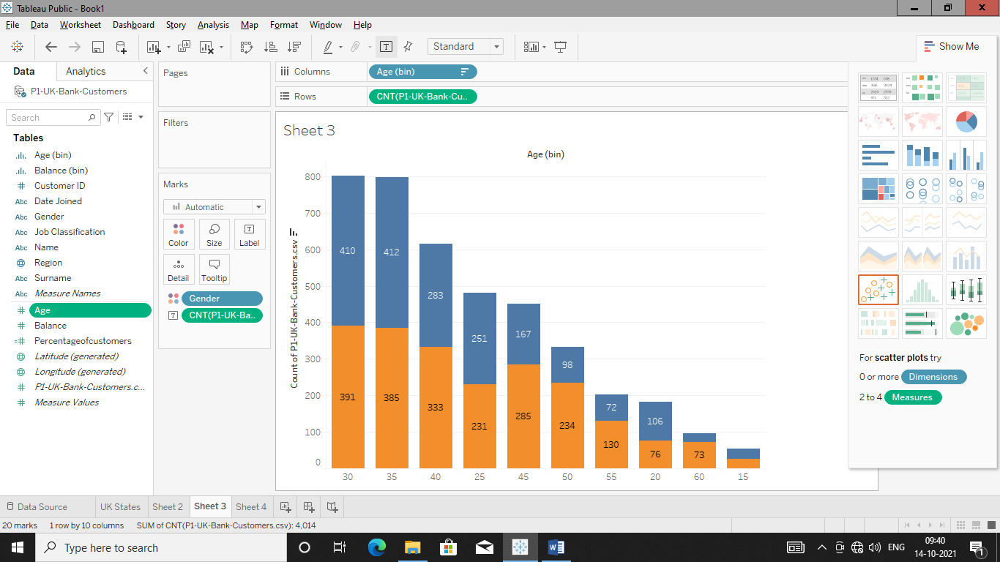 Tableau Public - Book1
File Data Worksheet Dashboard Story Analysis Map Format Window Help
Standard
Show Me
Data Analytics
P1-UK-Bank-Customers
Search
Tables
Age (bin)
Balance (bin)
Customer ID
Abc Date Joined
Abc Gender
Abc Job Classification
Abc Name
Region
Abc Surname
Abc Measure Names
Age
Balance
Percentageofcustomers
Latitude (generated)
Longitude (generated)
P1-UK-Bank-Customers.c...
Measure Values
Pages
Filters
Marks
Automatic
Color Size Label
Detail Tooltip
Gender
CNT(P1-UK-Ba..
Columns Age (bin)
Rows CNT(P1-UK-Bank-Cu..
Sheet 3
Age (bin)
Count of P1-UK-Bank-Customers.csv
800
700
600
500
400
300
200
100
0
410 412 283 251 167 98 72 106
391 385 333 231 285 234 130 76 73
30 35 40 25 45 50 55 20 60 15
For scatter plots try
0 or more Dimensions
2 to 4 Measures
Data Source UK States Sheet 2 Sheet 3 Sheet 4
20 marks 1 row by 10 columns SUM of CNT(P1-UK-Bank-Customers.csv): 4,014
Type here to search
ENG
09:40
14-10-2021
1